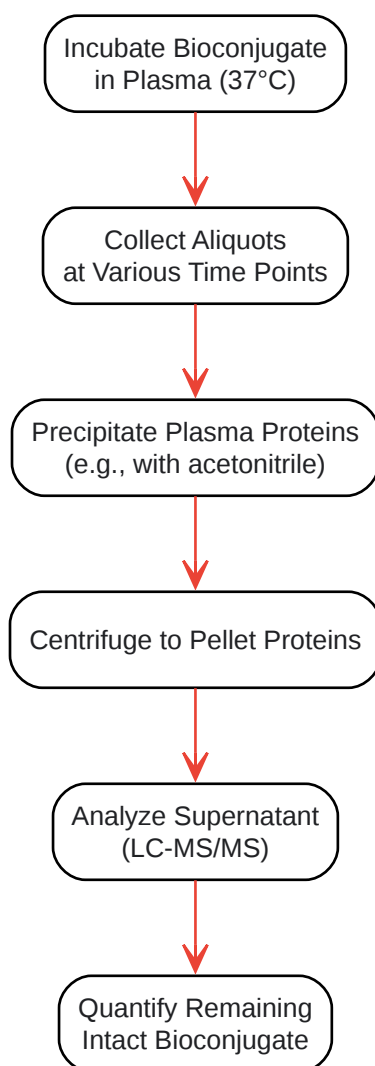 Incubate Bioconjugate
in Plasma (37°C)
Collect Aliquots
at Various Time Points
Precipitate Plasma Proteins
(e.g., with acetonitrile)
Centrifuge to Pellet Proteins
Analyze Supernatant
(LC-MS/MS)
Quantify Remaining
Intact Bioconjugate